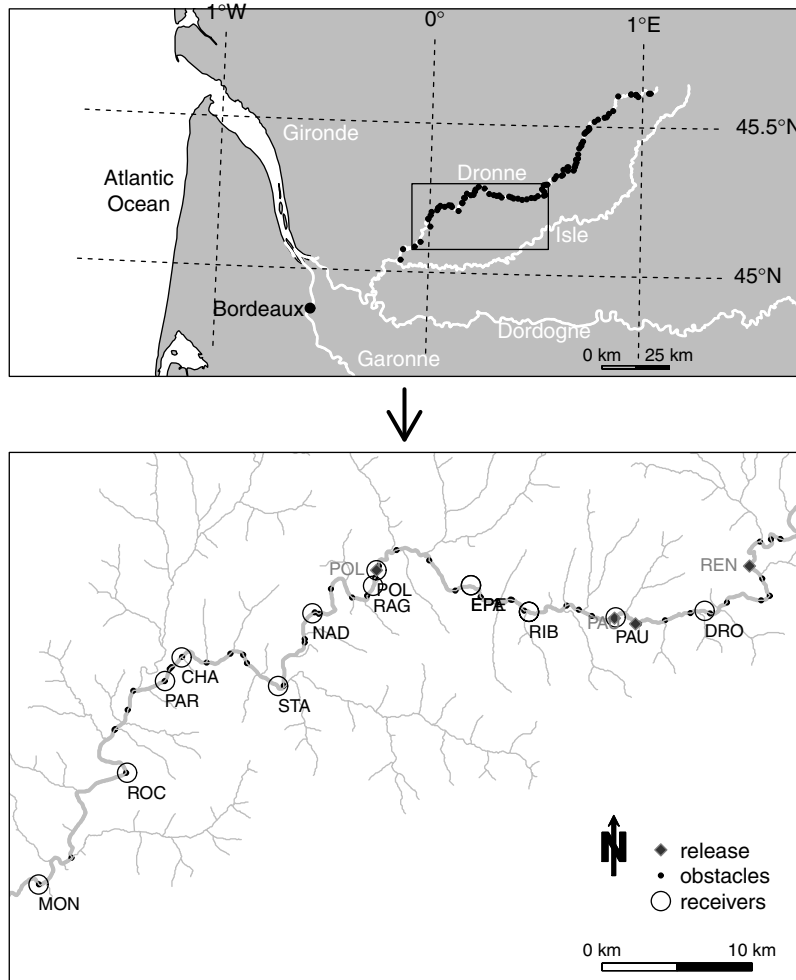 1°W
0°
1°E
Gironde
45.5°N
Dronne
Atlantic
Ocean
Isle
45°N
Bordeaux
Dordogne
Garonne
0 km 25 km
POL
POL
RAG
REN
EPE
NAD
RIB
PAU
DRO
CHA
PAR
STA
ROC
MON
N
release
obstacles
receivers
0 km 10 km